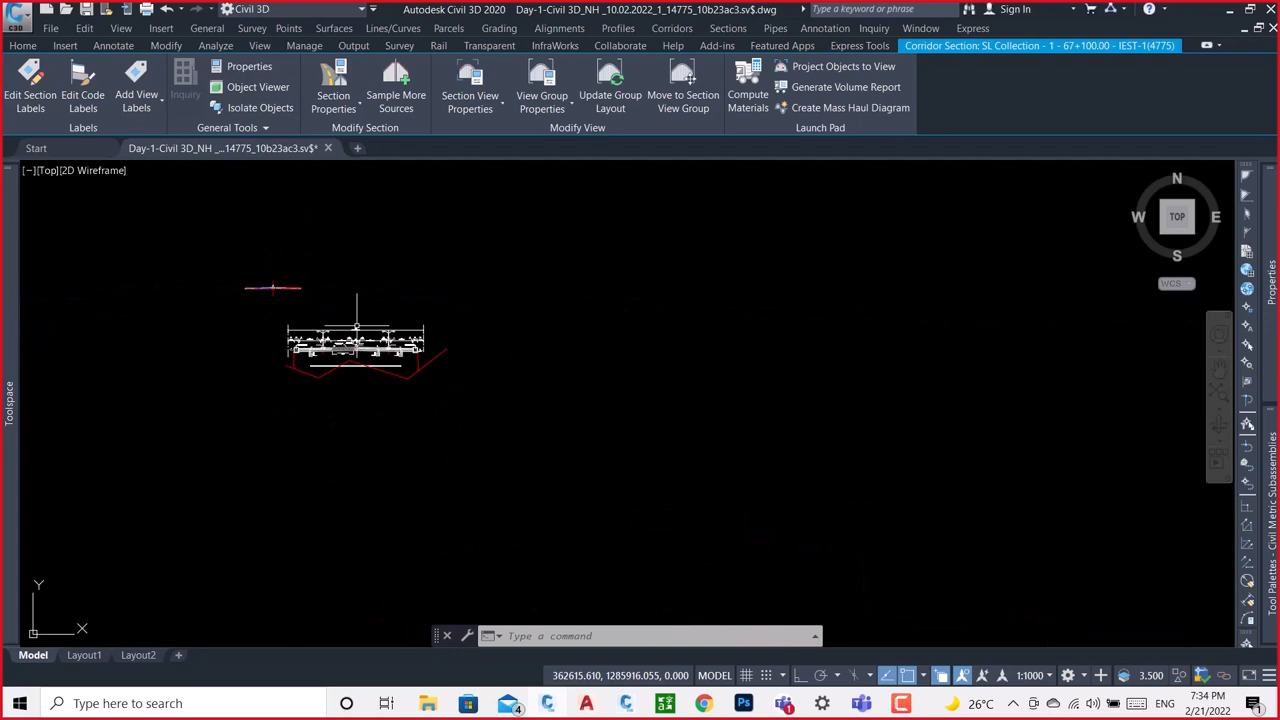 C3D
Civil 3D
Autodesk Civil 3D 2020
Day-1-Civil 3D_NH _10.02.2022_1_14775_10b23ac3.sv$.dwg
Type a keyword or phrase
Sign In
File Edit View Insert General Survey Points Surfaces Lines/Curves Parcels Grading Alignments Profiles Corridors Sections Pipes Annotation Inquiry Window Express
Home Insert Annotate Modify Analyze View Manage Output Survey Rail Transparent InfraWorks Collaborate Help Add-ins Featured Apps Express Tools Corridor Section: SL Collection - 1 - 67+100.00 - IEST-1(4775)
Edit Section Labels
Edit Code Labels
Add View Labels
Inquiry
Properties
Object Viewer
Isolate Objects
Section Properties
Sample More Sources
Section View Properties
View Group Properties
Update Group Layout
Move to Section View Group
Compute Materials
Project Objects to View
Generate Volume Report
Create Mass Haul Diagram
Labels General Tools Modify Section Modify View Launch Pad
Start Day-1-Civil 3D_NH _...14775_10b23ac3.sv$*
[−][Top][2D Wireframe]
N
W TOP E
S
WCS
Properties
Toolspace
Tool Palettes - Civil Metric Subassemblies
Y
X
Type a command
Model Layout1 Layout2
362615.610, 1285916.055, 0.000 MODEL 1:1000 3.500
Type here to search
4
1
26°C
ENG
7:34 PM
2/21/2022
1